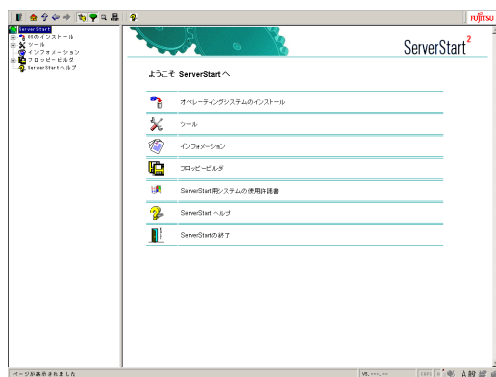 FUJITSU
ServerStart
OSのインストール
ツール
インフォメーション
フロッピービルダ
ServerStartヘルプ
ServerStart2
ようこそ ServerStart へ
オペレーティングシステムのインストール
ツール
インフォメーション
フロッピービルダ
ServerStart用システムの使用許諾書
ServerStart ヘルプ
ServerStartの終了
ページが表示されました
A 般